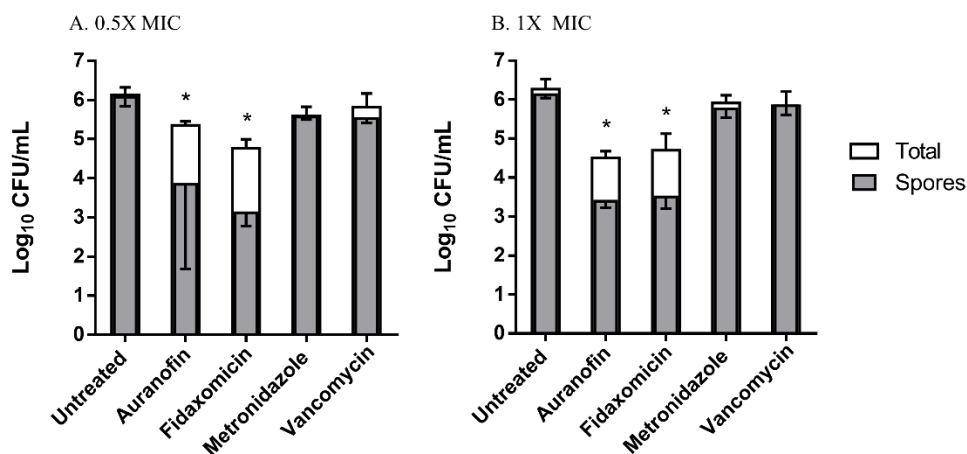 A. 0.5X MIC
Log10 CFU/mL
7
6
5
4
3
2
1
0
*
*
Untreated
Auranofin
Fidaxomicin
Metronidazole
Vancomycin
B. 1X MIC
Log10 CFU/mL
7
6
5
4
3
2
1
0
*
*
Untreated
Auranofin
Fidaxomicin
Metronidazole
Vancomycin
Total
Spores